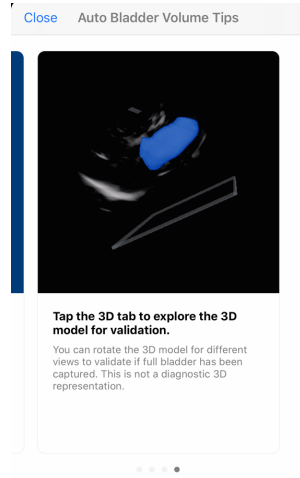 Close Auto Bladder Volume Tips
Tap the 3D tab to explore the 3D
model for validation.
You can rotate the 3D model for different
views to validate if full bladder has been
captured. This is not a diagnostic 3D
representation.